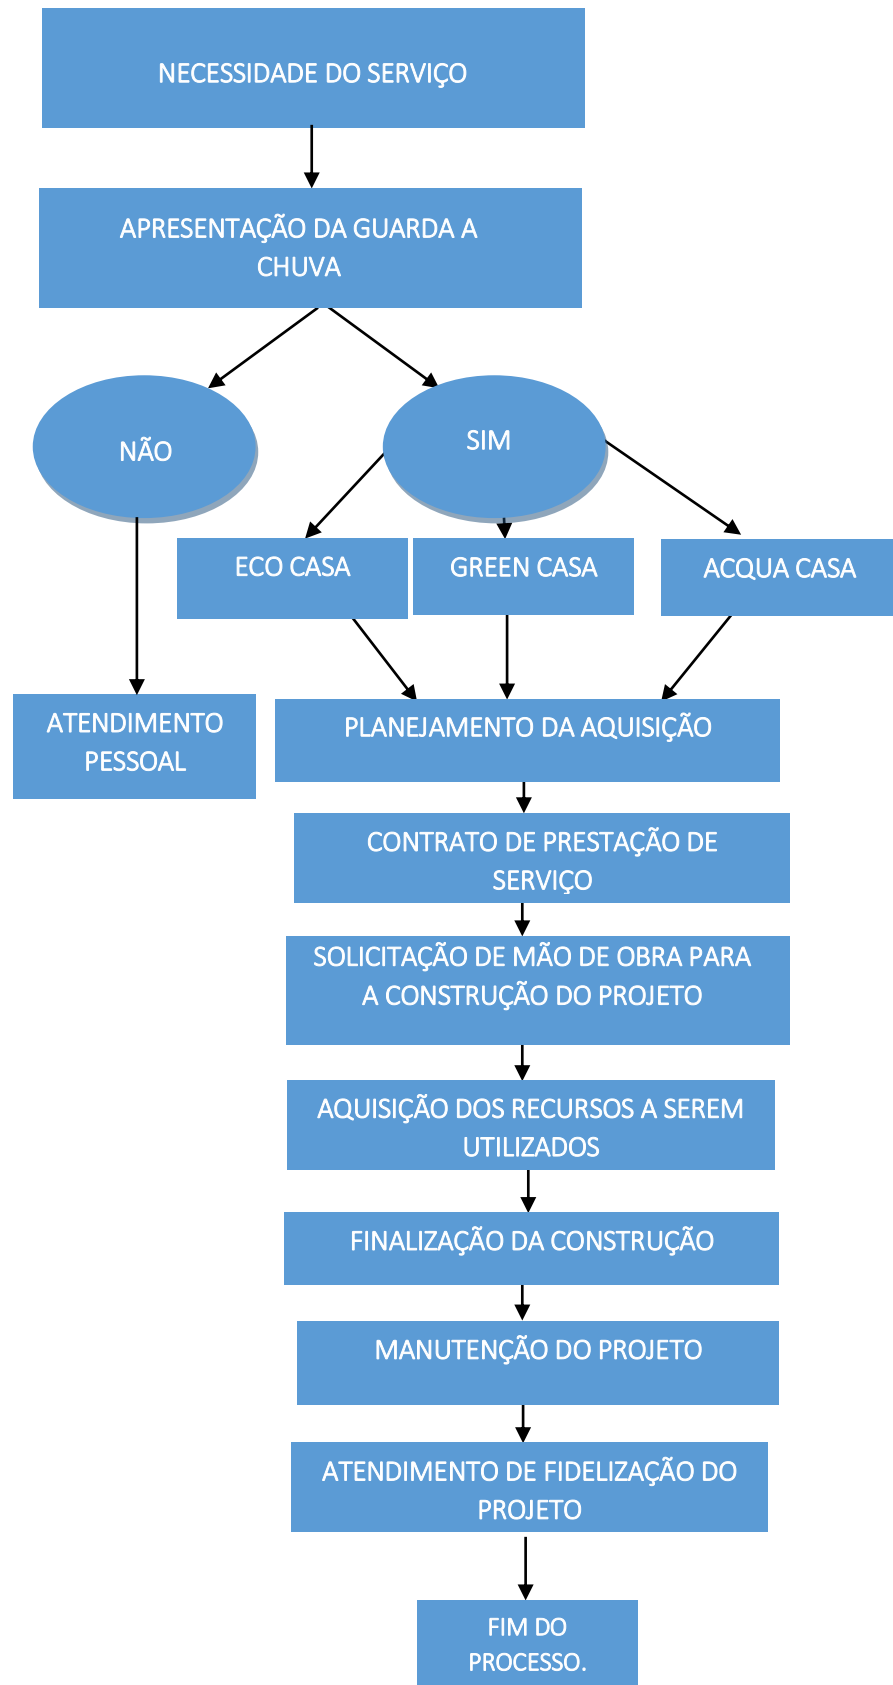 NECESSIDADE DO SERVIÇO
APRESENTAÇÃO DA GUARDA A
CHUVA
NÃO
SIM
ECO CASA
GREEN CASA
ACQUA CASA
ATENDIMENTO
PESSOAL
PLANEJAMENTO DA AQUISIÇÃO
CONTRATO DE PRESTAÇÃO DE
SERVIÇO
SOLICITAÇÃO DE MÃO DE OBRA PARA
A CONSTRUÇÃO DO PROJETO
AQUISIÇÃO DOS RECURSOS A SEREM
UTILIZADOS
FINALIZAÇÃO DA CONSTRUÇÃO
MANUTENÇÃO DO PROJETO
ATENDIMENTO DE FIDELIZAÇÃO DO
PROJETO
FIM DO
PROCESSO.